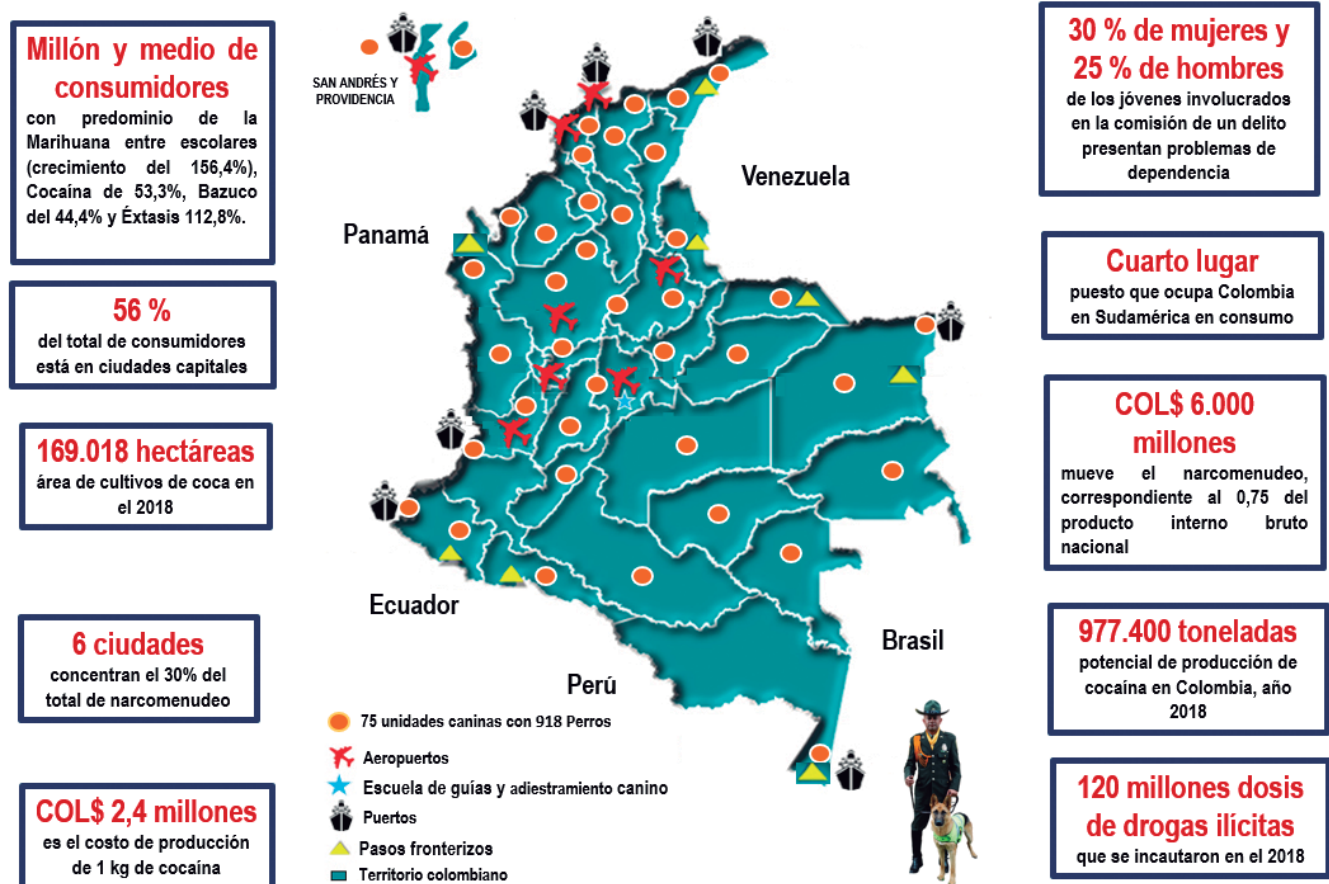 Millón y medio de
consumidores
con predominio de la
Marihuana entre escolares
(crecimiento del 156,4%),
Cocaína de 53,3%, Bazuco
del 44,4% y Éxtasis 112,8%.
56 %
del total de consumidores
está en ciudades capitales
169.018 hectáreas
área de cultivos de coca en
el 2018
6 ciudades
concentran el 30% del
total de narcomenudeo
COL$ 2,4 millones
es el costo de producción
de 1 kg de cocaína
SAN ANDRÉS Y
PROVIDENCIA
Venezuela
Panamá
Ecuador
Brasil
Perú
75 unidades caninas con 918 Perros
Aeropuertos
Escuela de guías y adiestramiento canino
Puertos
Pasos fronterizos
Territorio colombiano
30 % de mujeres y
25 % de hombres
de los jóvenes involucrados
en la comisión de un delito
presentan problemas de
dependencia
Cuarto lugar
puesto que ocupa Colombia
en Sudamérica en consumo
COL$ 6.000
millones
mueve el narcomenudeo,
correspondiente al 0,75 del
producto interno bruto
nacional
977.400 toneladas
potencial de producción de
cocaína en Colombia, año
2018
120 millones dosis
de drogas ilícitas
que se incautaron en el 2018